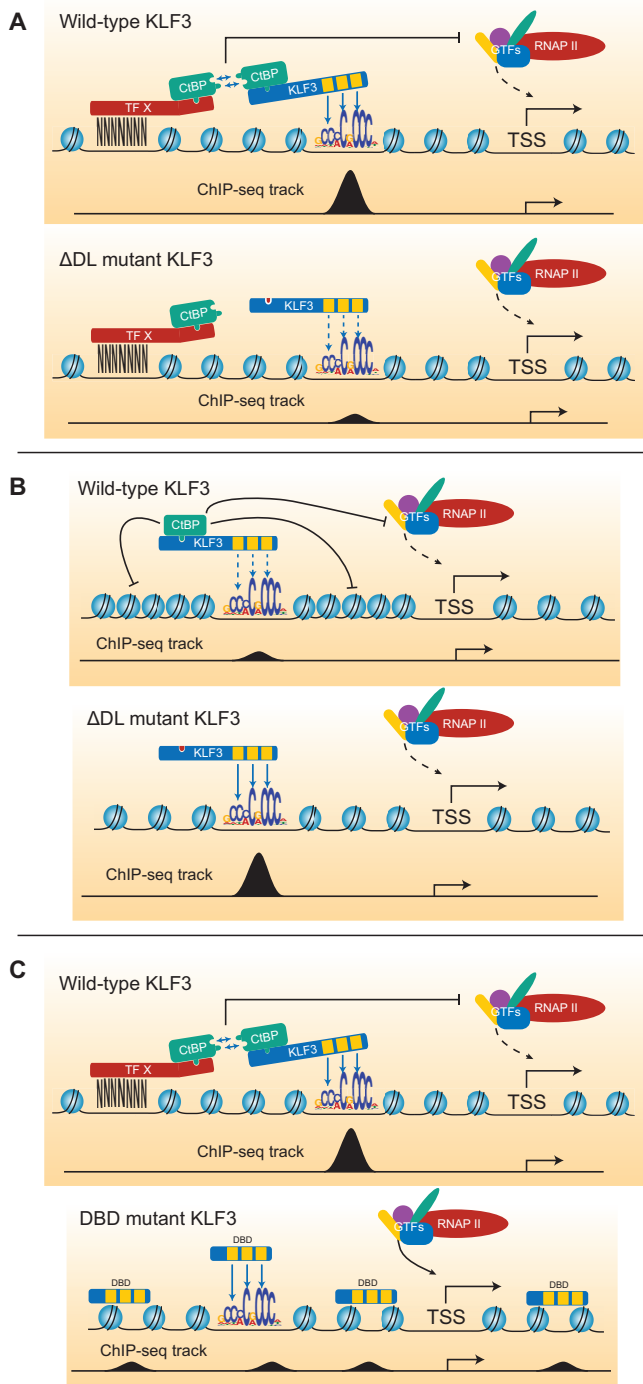 A
Wild-type KLF3
CtBP
CtBP
GTFs
RNAP II
TF X
KLF3
NNNNNNN
TSS
ChIP-seq track
ΔDL mutant KLF3
CtBP
KLF3
GTFs
RNAP II
TF X
NNNNNNN
TSS
ChIP-seq track
B
Wild-type KLF3
CtBP
KLF3
GTFs
RNAP II
TSS
ChIP-seq track
ΔDL mutant KLF3
KLF3
GTFs
RNAP II
TSS
ChIP-seq track
C
Wild-type KLF3
CtBP
CtBP
GTFs
RNAP II
TF X
KLF3
NNNNNNN
TSS
ChIP-seq track
DBD mutant KLF3
DBD
GTFs
RNAP II
DBD
DBD
DBD
TSS
ChIP-seq track